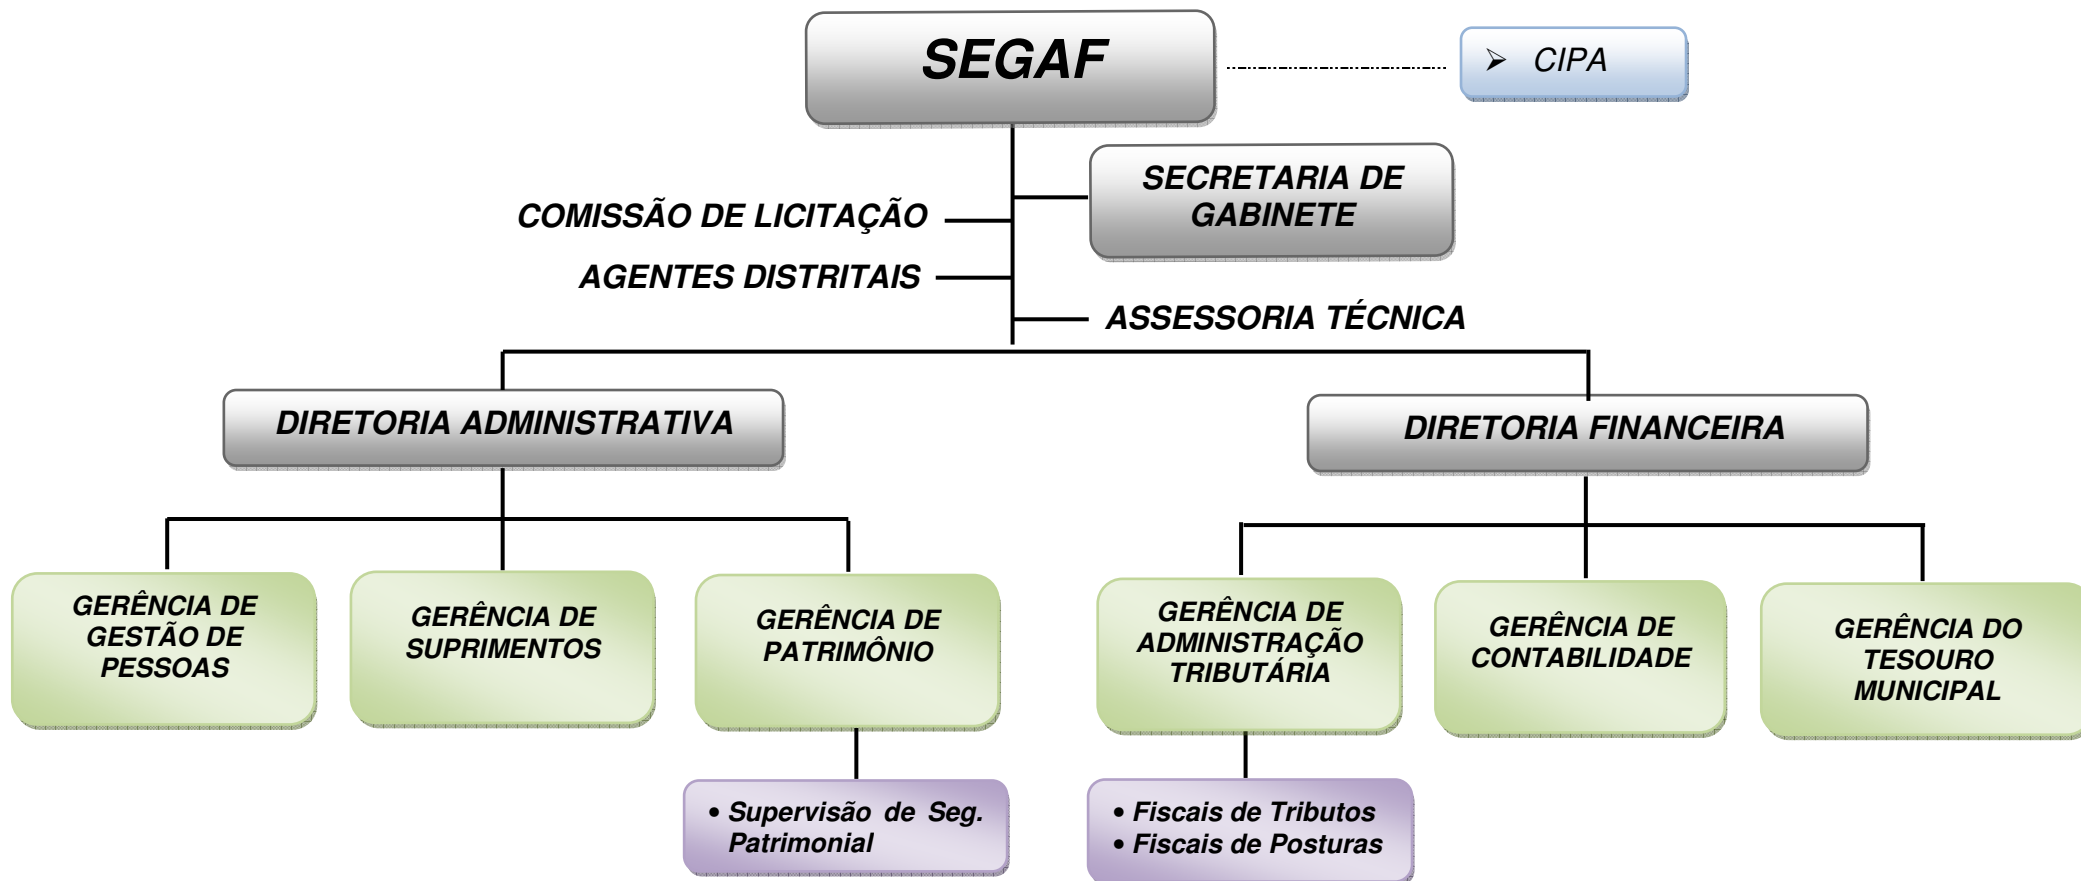 SEGAF
➢ CIPA
SECRETARIA DE
GABINETE
COMISSÃO DE LICITAÇÃO
AGENTES DISTRITAIS
ASSESSORIA TÉCNICA
DIRETORIA ADMINISTRATIVA
DIRETORIA FINANCEIRA
GERÊNCIA DE
GESTÃO DE
PESSOAS
GERÊNCIA DE
SUPRIMENTOS
GERÊNCIA DE
PATRIMÔNIO
GERÊNCIA DE
ADMINISTRAÇÃO
TRIBUTÁRIA
GERÊNCIA DE
CONTABILIDADE
GERÊNCIA DO
TESOURO
MUNICIPAL
• Supervisão de Seg.
Patrimonial
• Fiscais de Tributos
• Fiscais de Posturas